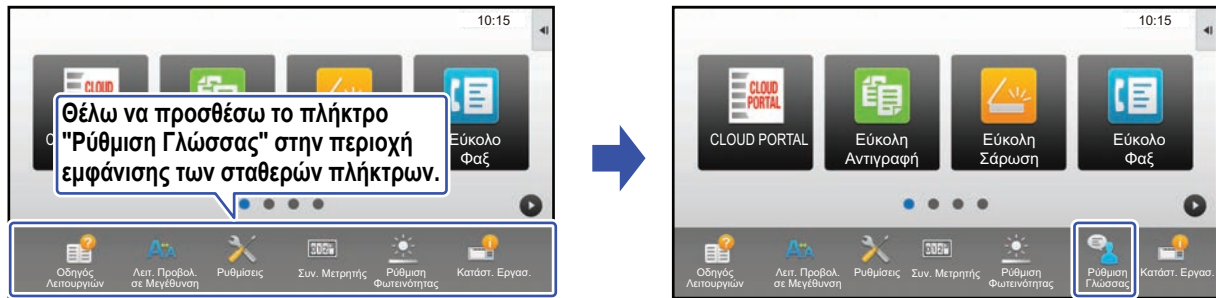 10:15
CLOUD
Θέλω να προσθέσω το πλήκτρο
"Ρύθμιση Γλώσσας" στην περιοχή
εμφάνισης των σταθερών πλήκτρων.
Εύκολο
Φαξ
Οδηγός
Λειτουργιών
Λειτ. Προβολ.
σε Μεγέθυνση
Ρυθμίσεις
Συν. Μετρητής
Ρύθμιση
Φωτεινότητας
Κατάστ. Εργασ.
10:15
CLOUD
PORTAL
CLOUD PORTAL
Εύκολη
Αντιγραφή
Εύκολη
Σάρωση
Εύκολο
Φαξ
Οδηγός
Λειτουργιών
Λειτ. Προβολ.
σε Μεγέθυνση
Ρυθμίσεις
Συν. Μετρητής
Ρύθμιση
Φωτεινότητας
Ρύθμιση
Γλώσσας
Κατάστ. Εργασ.